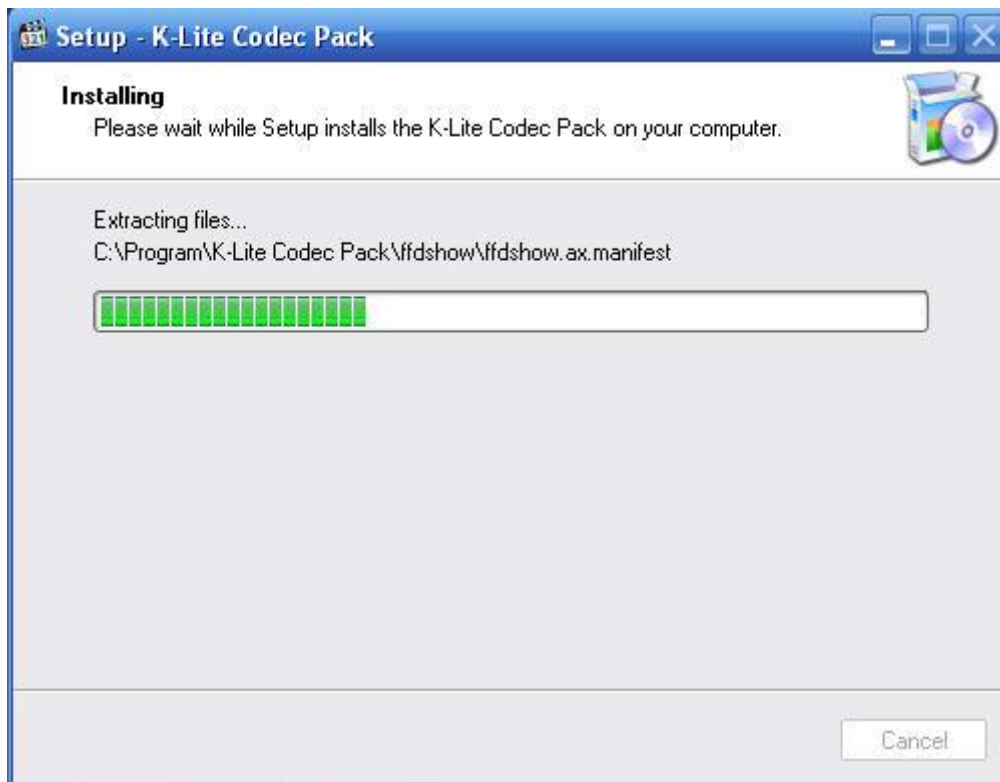 Setup - K-Lite Codec Pack
Installing
Please wait while Setup installs the K-Lite Codec Pack on your computer.
Extracting files...
C:\Program\K-Lite Codec Pack\ffdshow\ffdshow.ax.manifest
Cancel